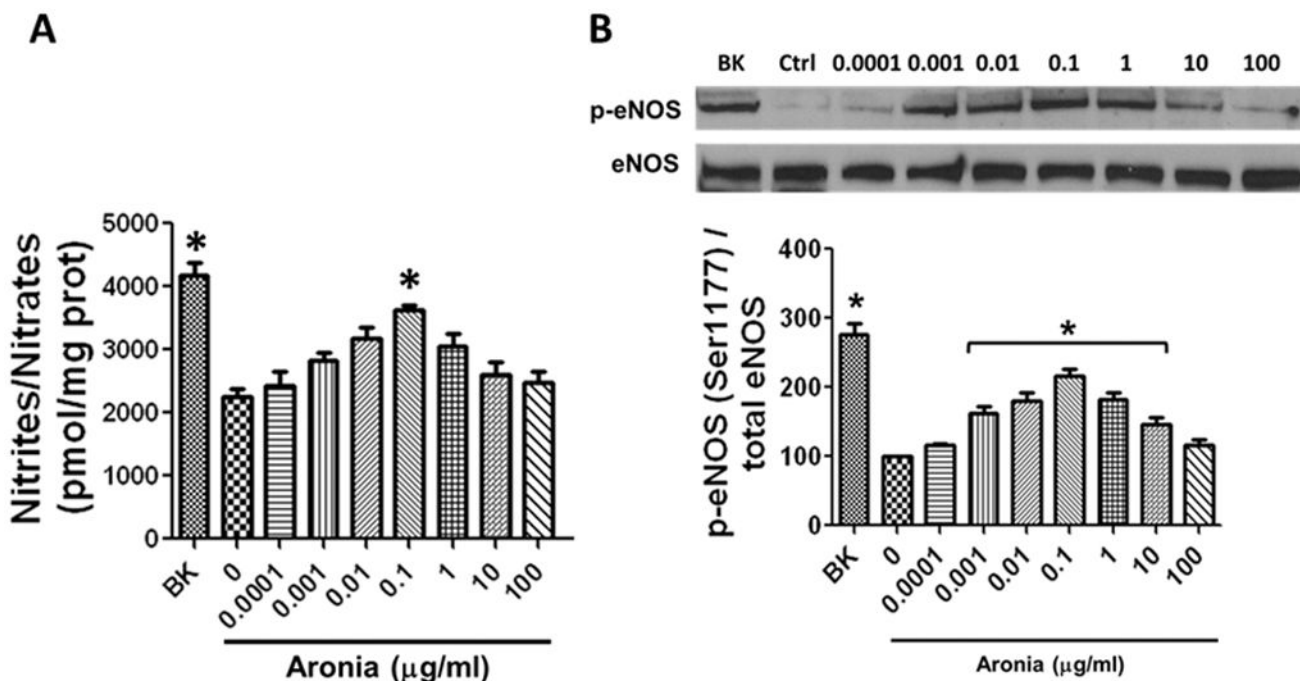 A
B
BK Ctrl 0.0001 0.001 0.01 0.1 1 10 100
p-eNOS
eNOS
Nitrites/Nitrates
(pmol/mg prot)
5000
4000
3000
2000
1000
0
*
*
BK 0 0.0001 0.001 0.01 0.1 1 10 100
Aronia (μg/ml)
p-eNOS (Ser1177) /
total eNOS
400
300
200
100
0
*
*
BK 0 0.0001 0.001 0.01 0.1 1 10 100
Aronia (μg/ml)